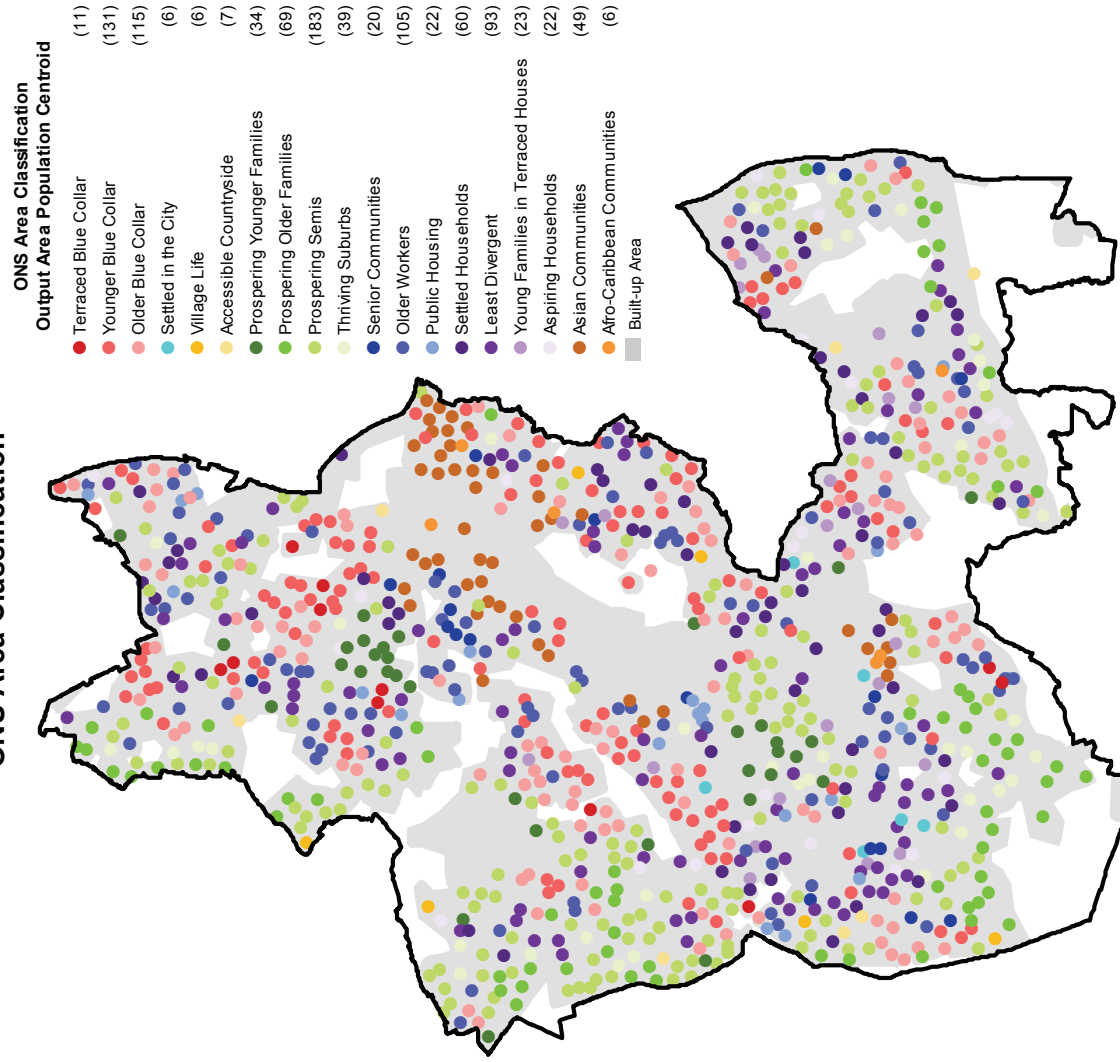 ONS Area Classification
ONS Area Classification
Output Area Population Centroid
Terraced Blue Collar (11)
Younger Blue Collar (131)
Older Blue Collar (115)
Settled in the City (6)
Village Life (6)
Accessible Countryside (7)
Prospering Younger Families (34)
Prospering Older Families (69)
Prospering Semis (183)
Thriving Suburbs (39)
Senior Communities (20)
Older Workers (105)
Public Housing (22)
Settled Households (60)
Least Divergent (93)
Young Families in Terraced Houses (23)
Aspiring Households (22)
Asian Communities (49)
Afro-Caribbean Communities (6)
Built-up Area